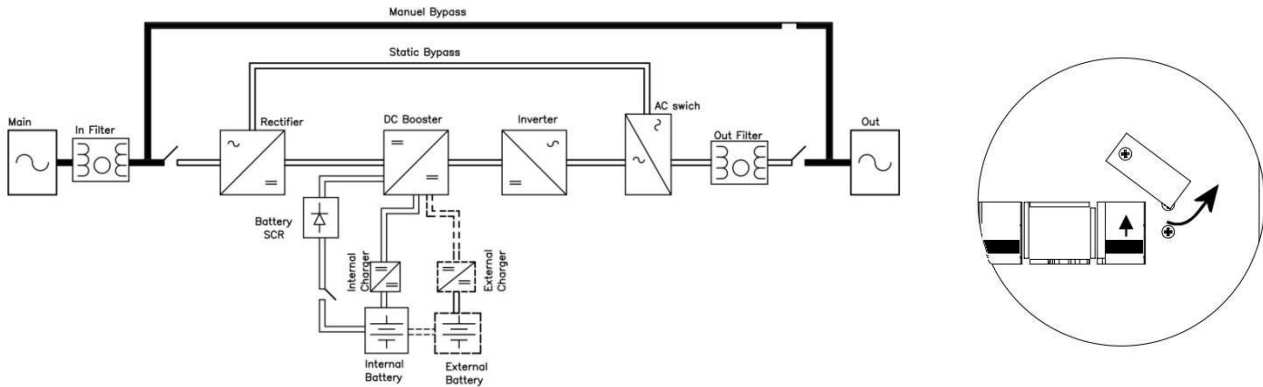 Manuel Bypass
Static Bypass
Main
In Filter
Rectifier
DC Booster
Inverter
AC swich
Out Filter
Out
Battery
SCR
Internal
Charger
External
Charger
Internal
Battery
External
Battery